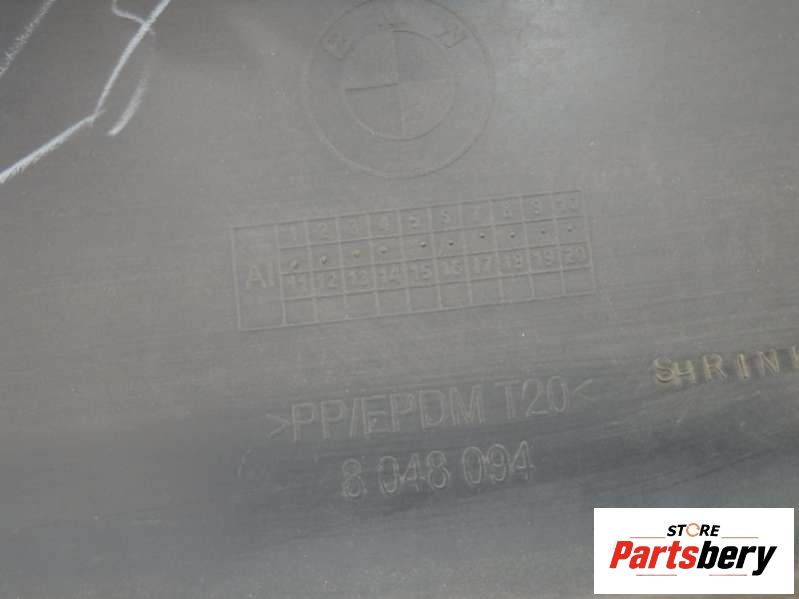 BMW
1 2 3 4 5 6 7 8 9 10
AI
11 12 13 14 15 16 17 18 19 20
SHRINK
>PP/EPDM T20<
8 048 094
STORE
Partsbery